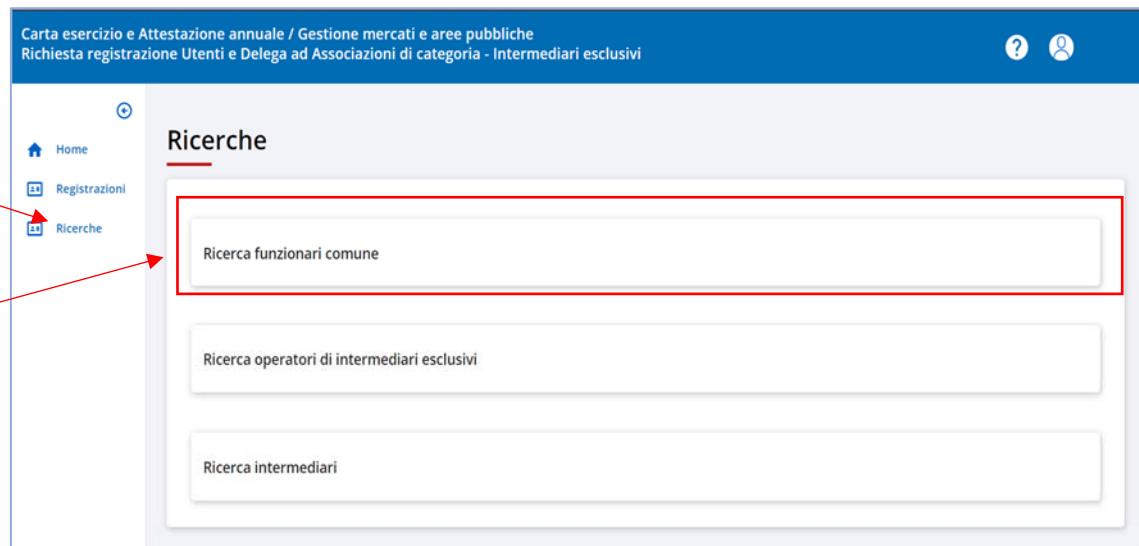 Carta esercizio e Attestazione annuale / Gestione mercati e aree pubbliche
Richiesta registrazione Utenti e Delega ad Associazioni di categoria - Intermediari esclusivi
?
Home
Registrazioni
Ricerche
Ricerche
Ricerca funzionari comune
Ricerca operatori di intermediari esclusivi
Ricerca intermediari